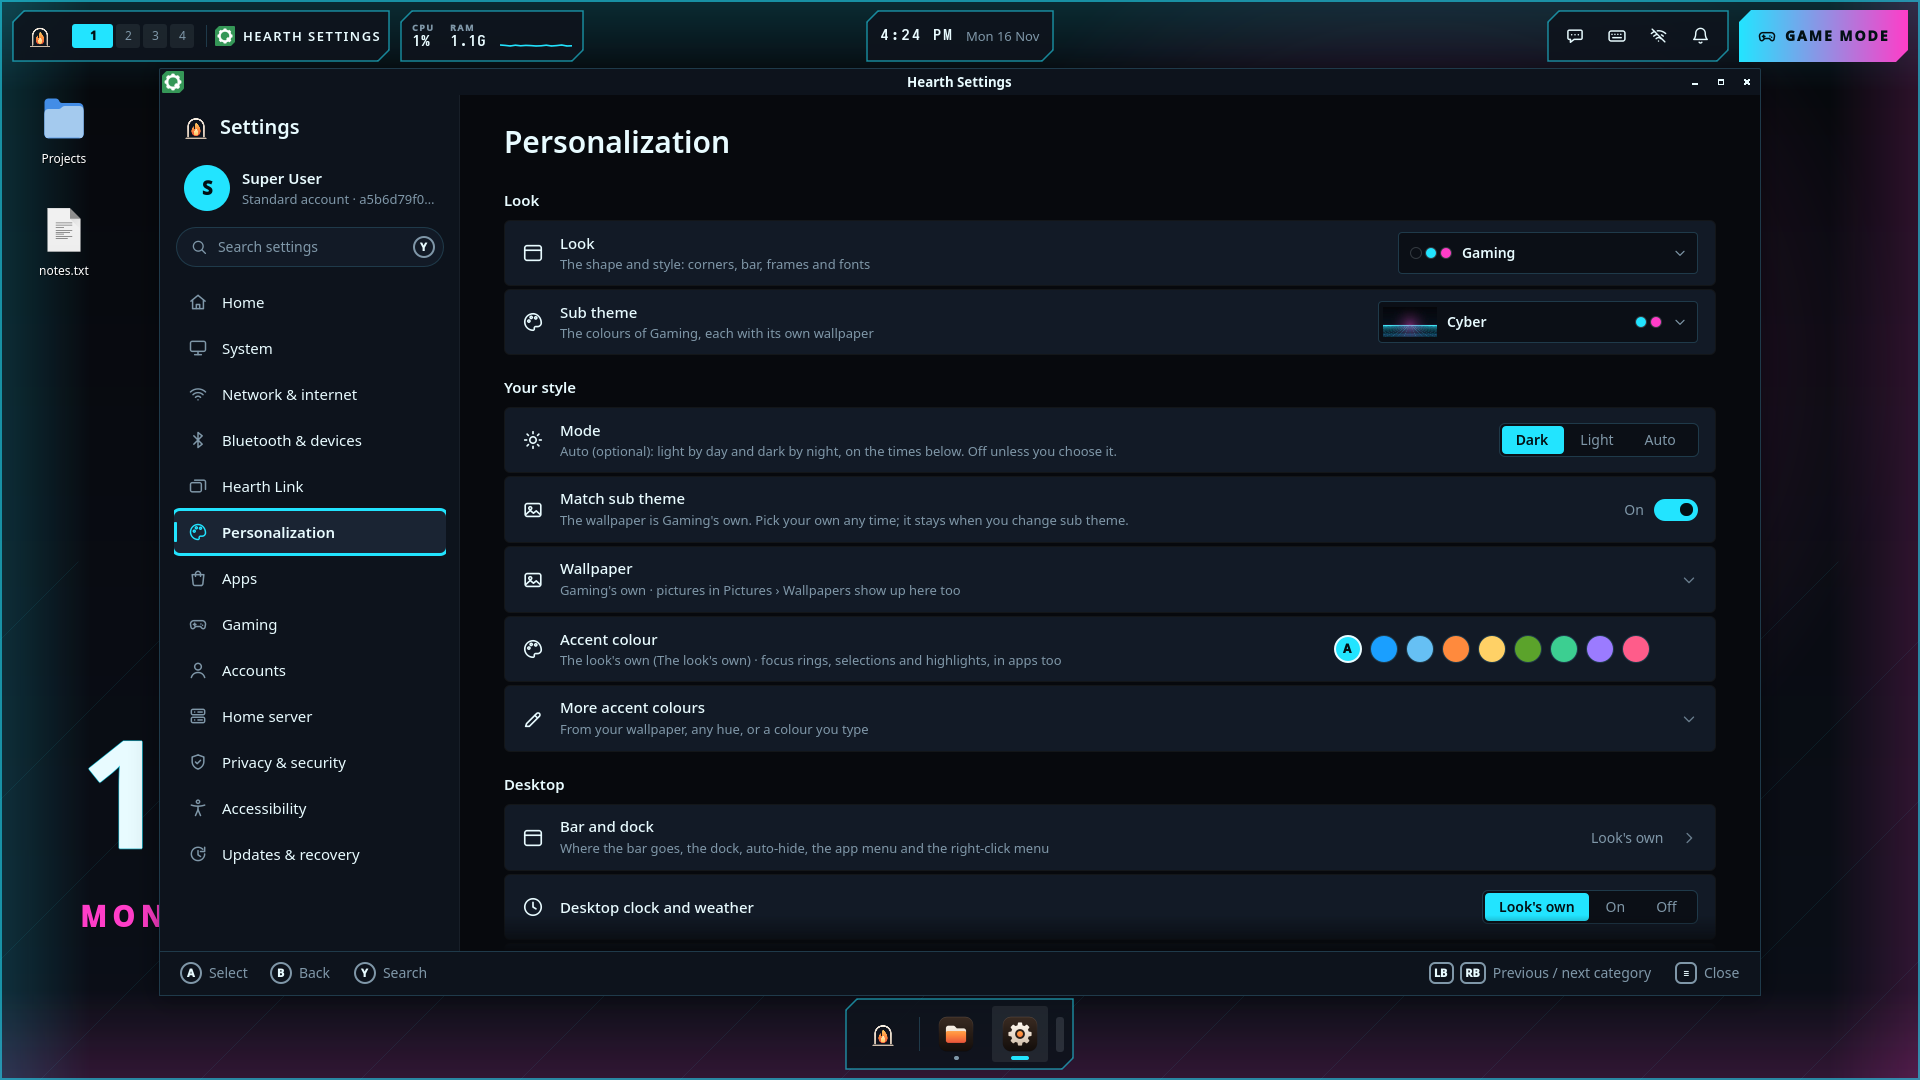 1 2 3 4 HEARTH SETTINGS
CPU RAM
1% 1.1G
4:24 PM Mon 16 Nov
GAME MODE
Hearth Settings
Projects
notes.txt
1
MON
Settings
S
Super User
Standard account · a5b6d79f0...
Search settings Y
Home
System
Network & internet
Bluetooth & devices
Hearth Link
Personalization
Apps
Gaming
Accounts
Home server
Privacy & security
Accessibility
Updates & recovery
Personalization
Look
Look
The shape and style: corners, bar, frames and fonts
Gaming
Sub theme
The colours of Gaming, each with its own wallpaper
Cyber
Your style
Mode
Auto (optional): light by day and dark by night, on the times below. Off unless you choose it.
Dark Light Auto
Match sub theme
The wallpaper is Gaming's own. Pick your own any time; it stays when you change sub theme.
On
Wallpaper
Gaming's own · pictures in Pictures › Wallpapers show up here too
Accent colour
The look's own (The look's own) · focus rings, selections and highlights, in apps too
A
More accent colours
From your wallpaper, any hue, or a colour you type
Desktop
Bar and dock
Where the bar goes, the dock, auto-hide, the app menu and the right-click menu
Look's own
Desktop clock and weather
Look's own On Off
A Select B Back Y Search
LB RB Previous / next category Close